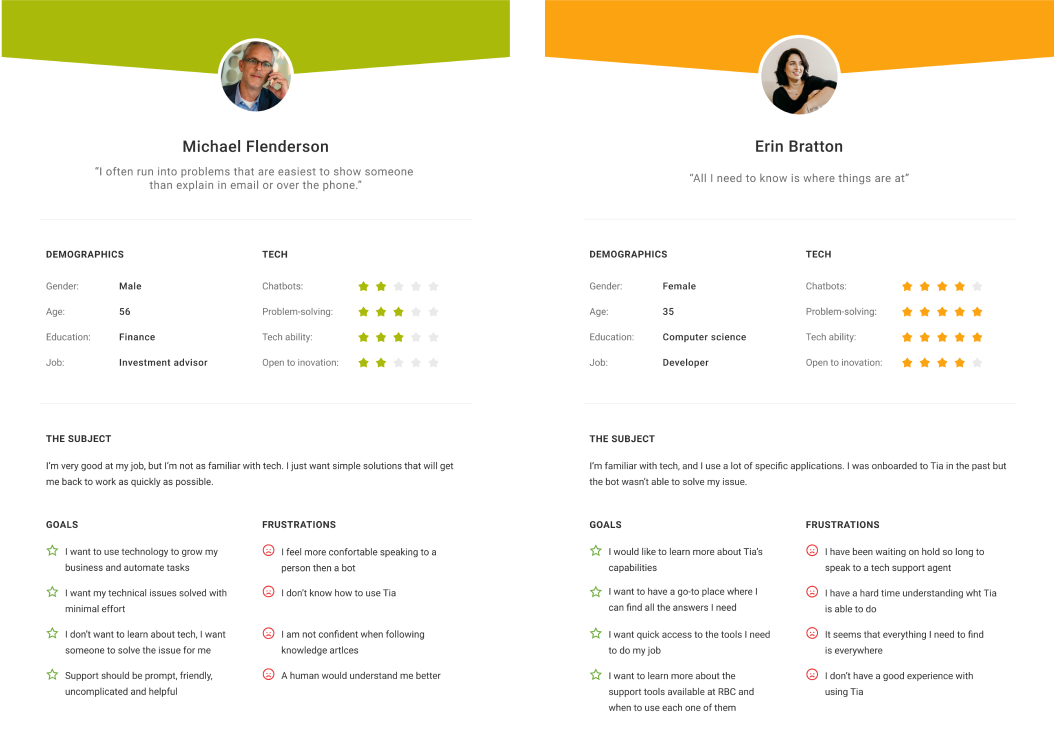 Michael Flenderson
“I often run into problems that are easiest to show someone
than explain in email or over the phone.”
DEMOGRAPHICS
Gender: Male
Age: 56
Education: Finance
Job: Investment advisor
TECH
Chatbots:
Problem-solving:
Tech ability:
Open to inovation:
THE SUBJECT
I’m very good at my job, but I’m not as familiar with tech. I just want simple solutions that will get
me back to work as quickly as possible.
GOALS
I want to use technology to grow my
business and automate tasks
I want my technical issues solved with
minimal effort
I don’t want to learn about tech, I want
someone to solve the issue for me
Support should be prompt, friendly,
uncomplicated and helpful
FRUSTRATIONS
I feel more confortable speaking to a
person then a bot
I don’t know how to use Tia
I am not confident when following
knowledge artlces
A human would understand me better
Erin Bratton
“All I need to know is where things are at”
DEMOGRAPHICS
Gender: Female
Age: 35
Education: Computer science
Job: Developer
TECH
Chatbots:
Problem-solving:
Tech ability:
Open to inovation:
THE SUBJECT
I’m familiar with tech, and I use a lot of specific applications. I was onboarded to Tia in the past but
the bot wasn’t able to solve my issue.
GOALS
I would like to learn more about Tia’s
capabilities
I want to have a go-to place where I
can find all the answers I need
I want quick access to the tools I need
to do my job
I want to learn more about the
support tools available at RBC and
when to use each one of them
FRUSTRATIONS
I have been waiting on hold so long to
speak to a tech support agent
I have a hard time understanding wht Tia
is able to do
It seems that everything I need to find
is everywhere
I don’t have a good experience with
using Tia